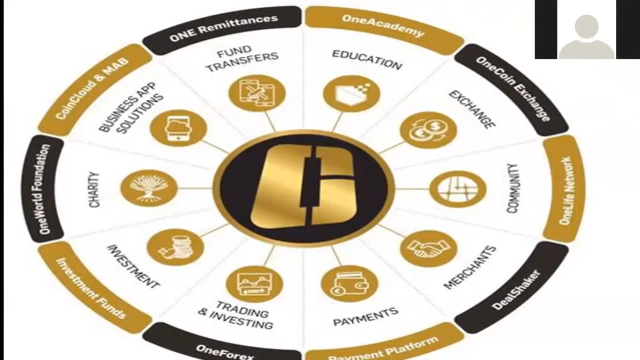 ONE Remittances
OneAcademy
OneCoin Exchange
OneLife Network
DealShaker
Payment Platform
OneForex
Investment Funds
OneWorld Foundation
CoinCloud & MAB
FUND
TRANSFERS
EDUCATION
EXCHANGE
COMMUNITY
MERCHANTS
PAYMENTS
TRADING
& INVESTING
INVESTMENT
CHARITY
BUSINESS APP
SOLUTIONS